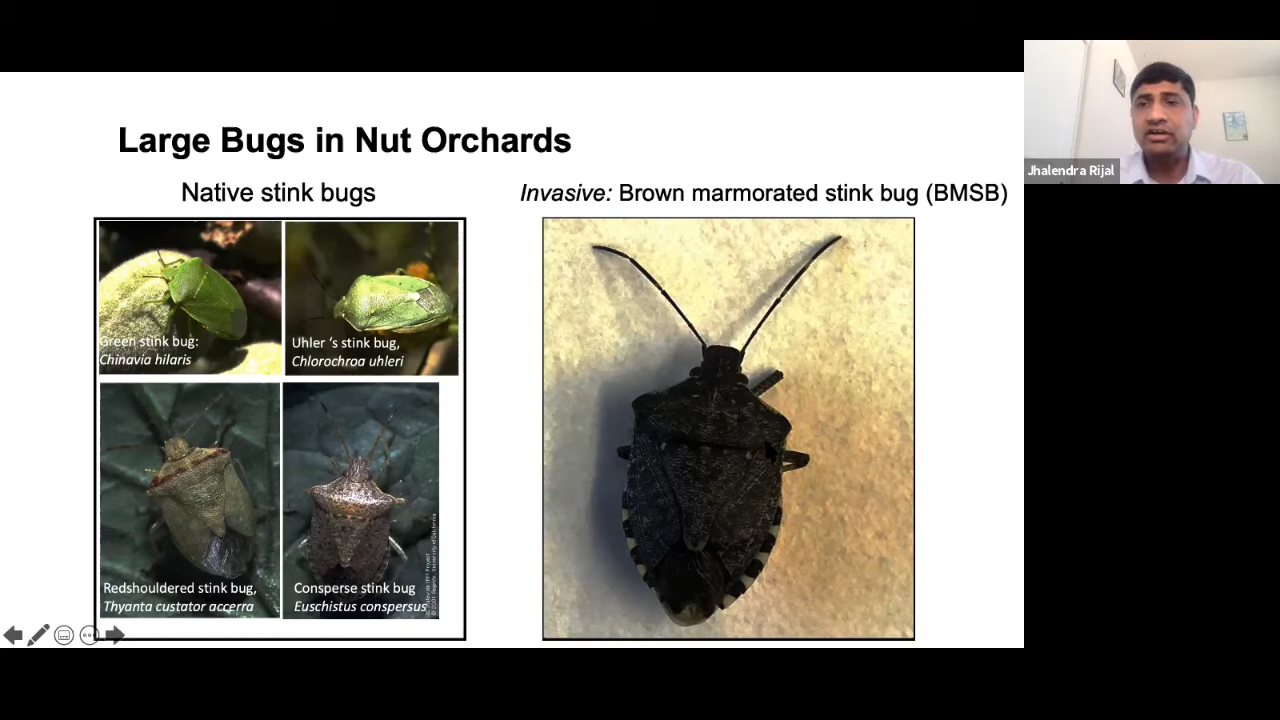 Large Bugs in Nut Orchards
Native stink bugs
Invasive: Brown marmorated stink bug (BMSB)
Jhalendra Rijal
Green stink bug:
Chinavia hilaris
Uhler ‘s stink bug,
Chlorochroa uhleri
Redshouldered stink bug,
Thyanta custator accerra
Consperse stink bug
Euschistus conspersus